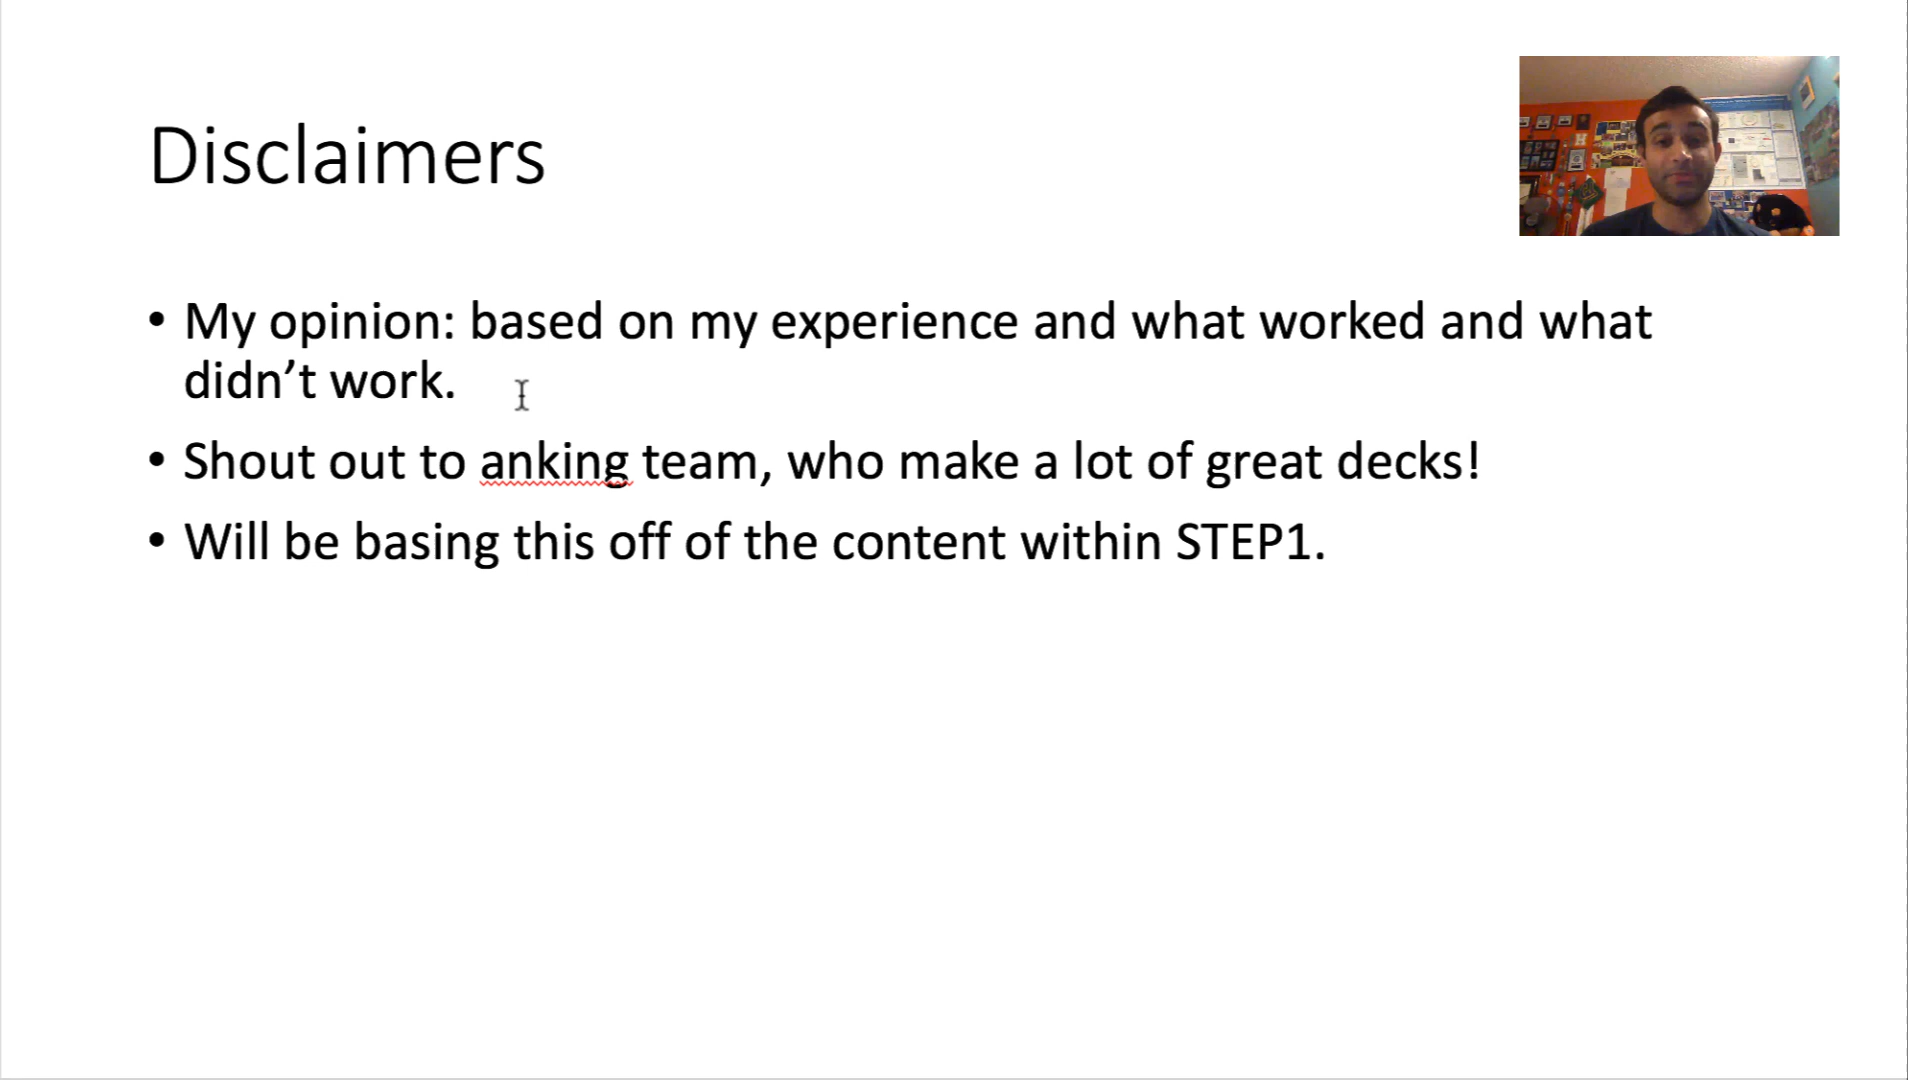 Disclaimers
• My opinion: based on my experience and what worked and what
didn’t work.
• Shout out to anking team, who make a lot of great decks!
• Will be basing this off of the content within STEP1.